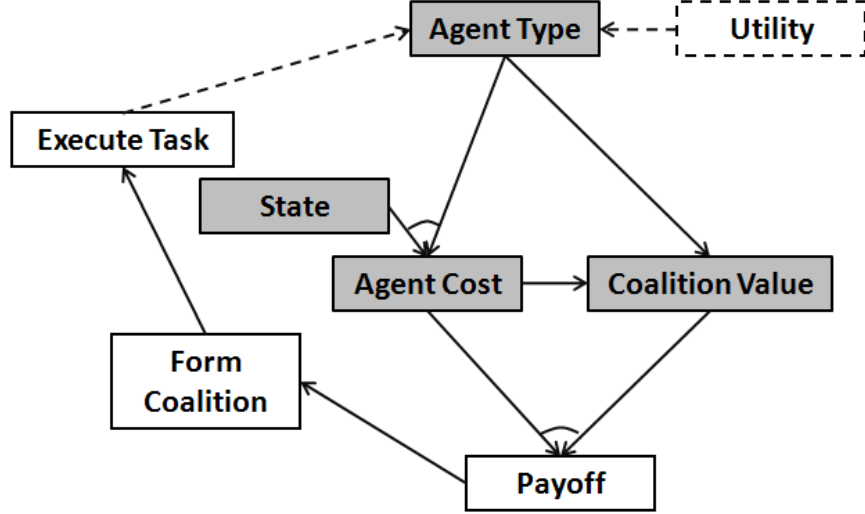 Agent Type
Utility
Execute Task
State
Agent Cost
Coalition Value
Form
Coalition
Payoff